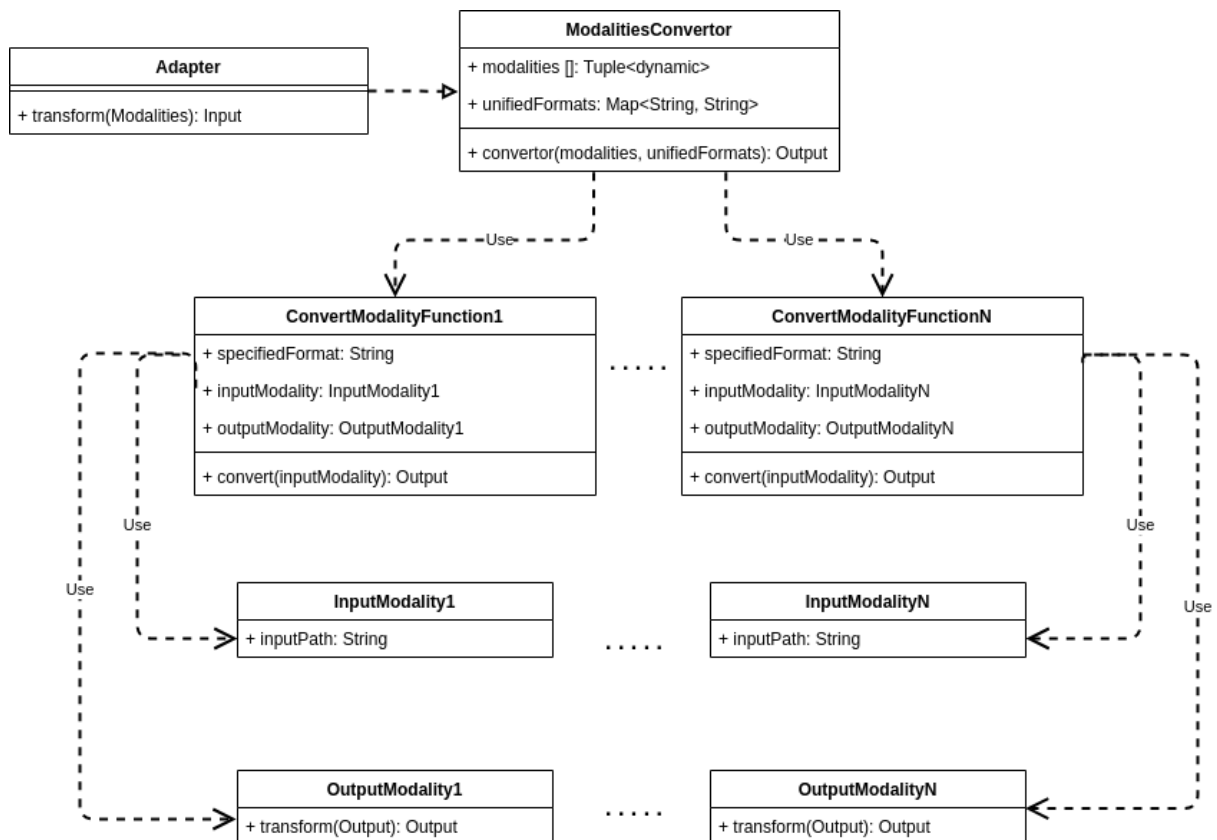 ModalitiesConvertor
+ modalities []: Tuple<dynamic>
+ unifiedFormats: Map<String, String>
+ convertor(modalities, unifiedFormats): Output
Adapter
+ transform(Modalities): Input
Use
Use
ConvertModalityFunction1
+ specifiedFormat: String
+ inputModality: InputModality1
+ outputModality: OutputModality1
+ convert(inputModality): Output
.....
ConvertModalityFunctionN
+ specifiedFormat: String
+ inputModality: InputModalityN
+ outputModality: OutputModalityN
+ convert(inputModality): Output
Use
Use
Use
Use
InputModality1
+ inputPath: String
.....
InputModalityN
+ inputPath: String
OutputModality1
+ transform(Output): Output
.....
OutputModalityN
+ transform(Output): Output